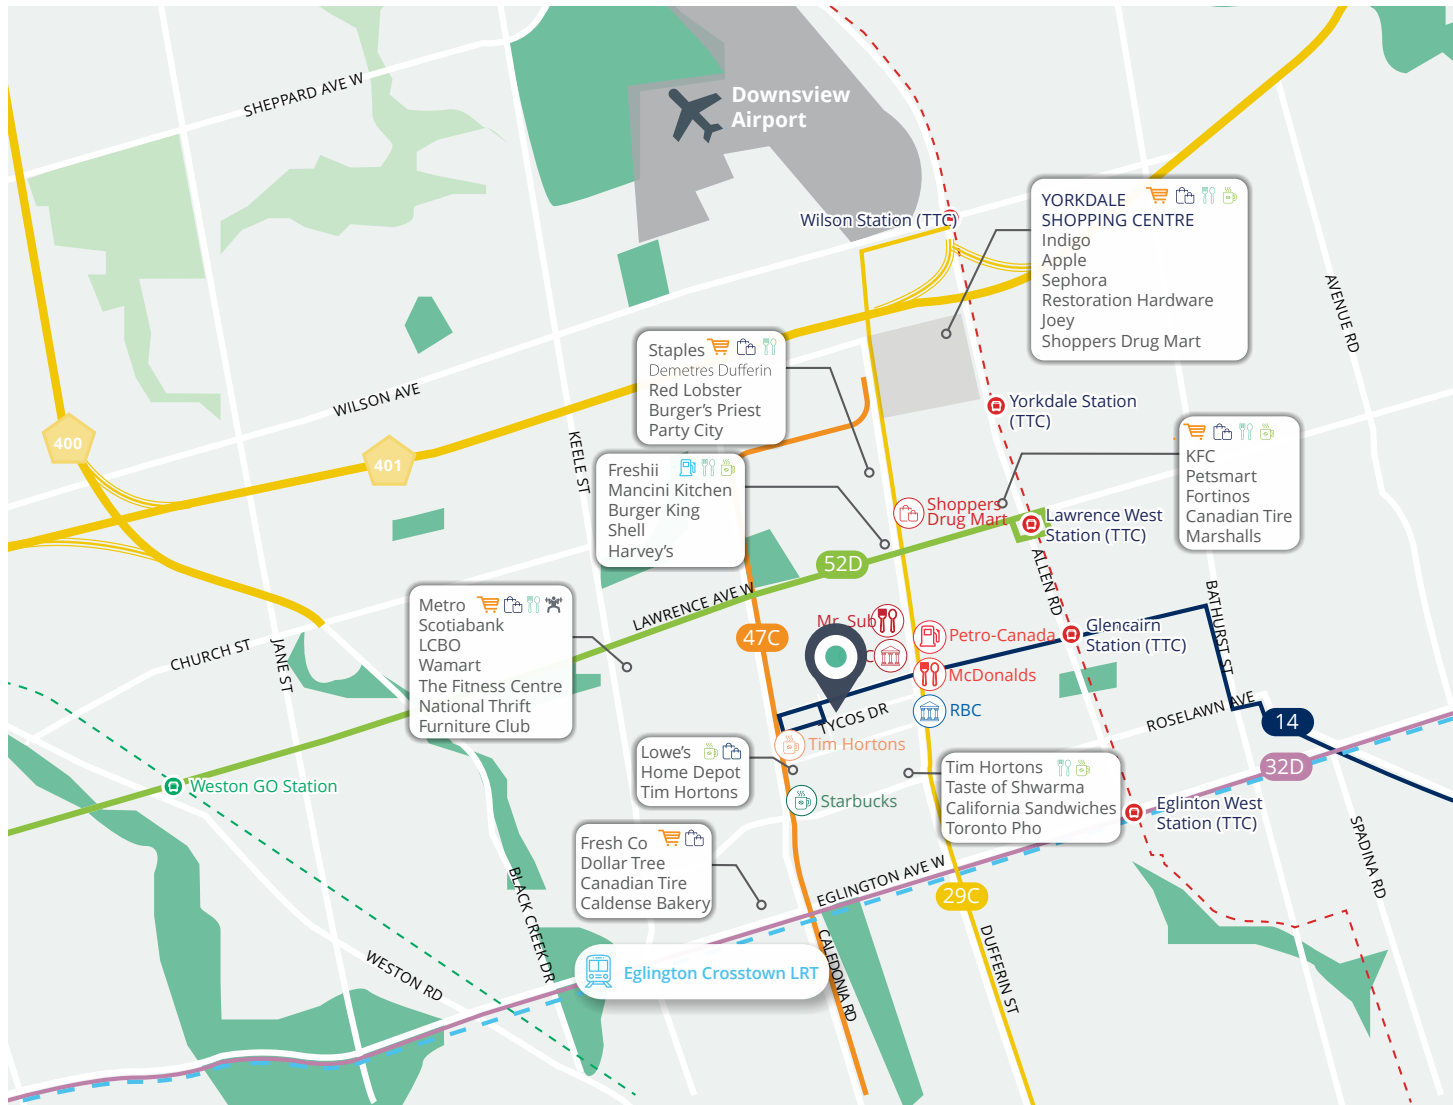 SHEPPARD AVE W
Downsview
Airport
Wilson Station (TTC)
YORKDALE
SHOPPING CENTRE
Indigo
Apple
Sephora
Restoration Hardware
Joey
Shoppers Drug Mart
AVENUE RD
WILSON AVE
Staples
Demetres Dufferin
Red Lobster
Burger's Priest
Party City
Yorkdale Station
(TTC)
400
401
KEELE ST
KFC
Petsmart
Fortinos
Canadian Tire
Marshalls
Freshii
Mancini Kitchen
Burger King
Shell
Harvey's
Shoppers
Drug Mart
Lawrence West
Station (TTC)
52D
ALLEN RD
LAWRENCE AVE W
BATHURST ST
Metro
Scotiabank
LCBO
Wamart
The Fitness Centre
National Thrift
Furniture Club
CHURCH ST
JANE ST
47C
Mr. Sub
Petro-Canada
Glencairn
Station (TTC)
McDonalds
RBC
TYCOS DR
ROSELAWN AVE
14
Tim Hortons
Lowe's
Home Depot
Tim Hortons
32D
Weston GO Station
Starbucks
Tim Hortons
Taste of Shwarma
California Sandwiches
Toronto Pho
Eglinton West
Station (TTC)
Fresh Co
Dollar Tree
Canadian Tire
Caldense Bakery
SPADINA RD
BLACK CREEK DR
EGLINGTON AVE W
29C
WESTON RD
Eglington Crosstown LRT
CALEDONIA RD
DUFFERIN ST